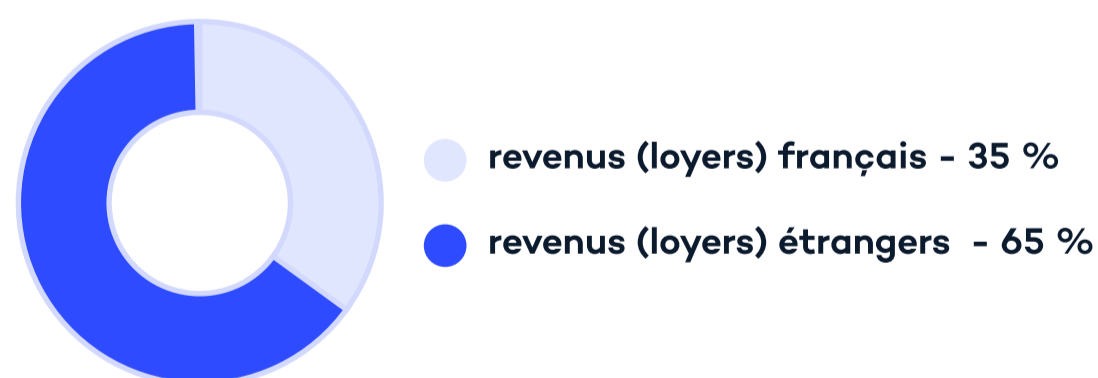 revenus (loyers) français - 35 %
revenus (loyers) étrangers - 65 %